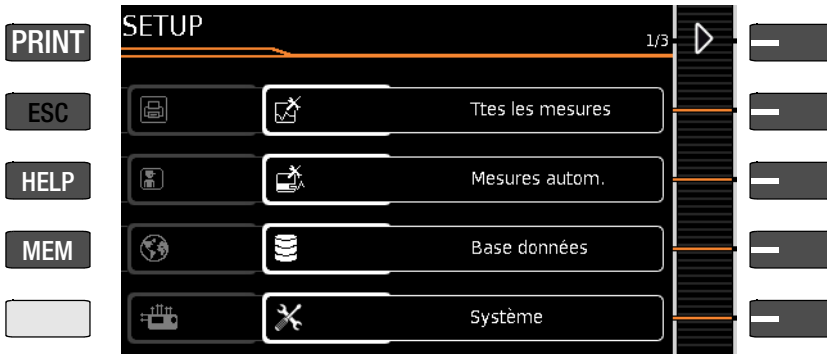 SETUP
1/3
PRINT
ESC
HELP
MEM
Ttes les mesures
Mesures autom.
Base données
Système